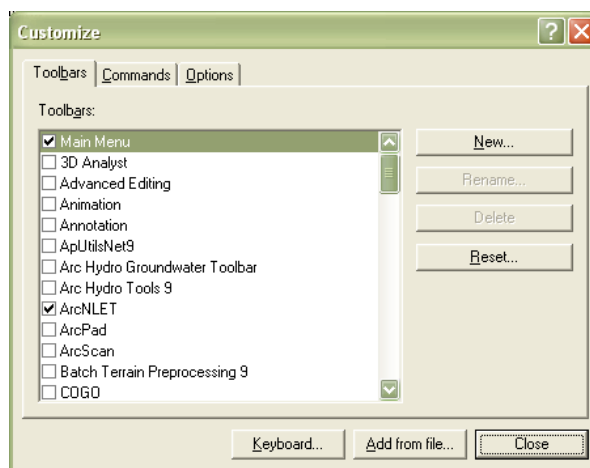 Customize
Toolbars Commands Options
Toolbars:
Main Menu
3D Analyst
Advanced Editing
Animation
Annotation
ApUtilsNet9
Arc Hydro Groundwater Toolbar
Arc Hydro Tools 9
ArcNLET
ArcPad
ArcScan
Batch Terrain Preprocessing 9
COGO
New...
Rename...
Delete
Reset...
Keyboard... Add from file... Close